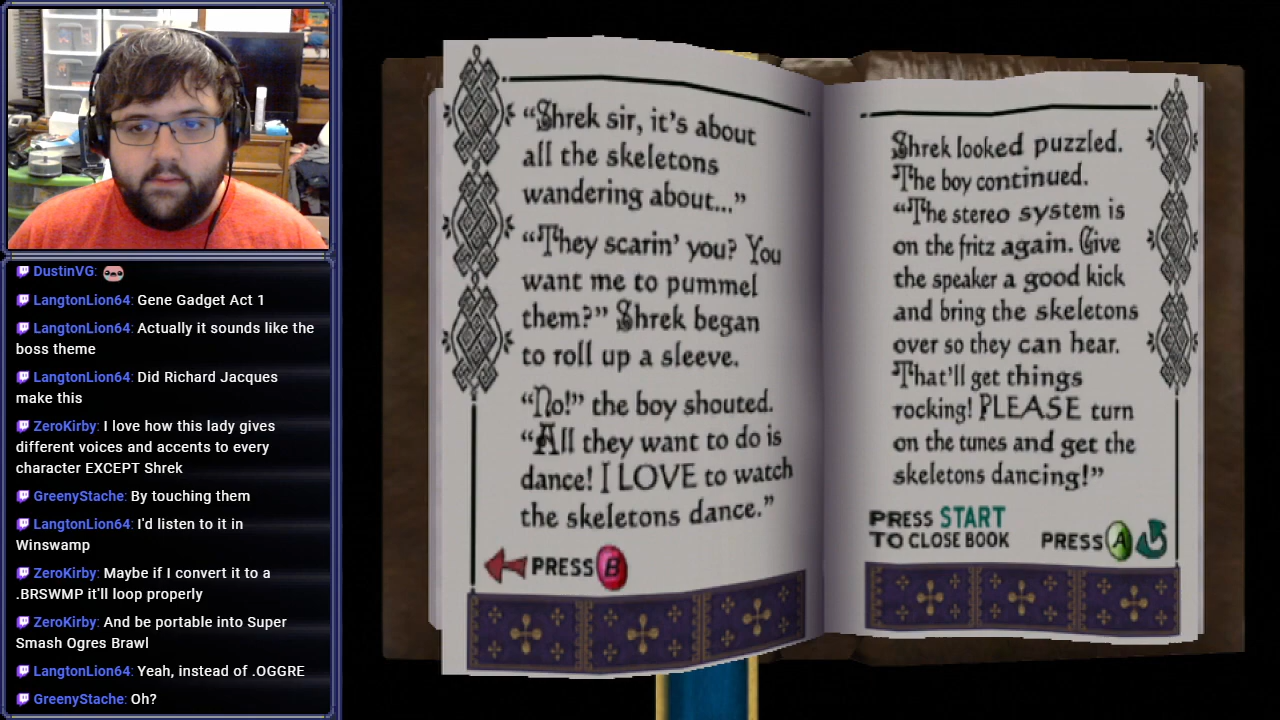 DustinVG:
LangtonLion64: Gene Gadget Act 1
LangtonLion64: Actually it sounds like the
boss theme
LangtonLion64: Did Richard Jacques
make this
ZeroKirby: I love how this lady gives
different voices and accents to every
character EXCEPT Shrek
GreenyStache: By touching them
LangtonLion64: I'd listen to it in
Winswamp
ZeroKirby: Maybe if I convert it to a
.BRSWMP it'll loop properly
ZeroKirby: And be portable into Super
Smash Ogres Brawl
LangtonLion64: Yeah, instead of .OGGRE
GreenyStache: Oh?
“Shrek sir, it's about
all the skeletons
wandering about...”
“They scarin' you? You
want me to pummel
them?” Shrek began
to roll up a sleeve.
“No!” the boy shouted.
“All they want to do is
dance! I LOVE to watch
the skeletons dance.”
PRESS B
Shrek looked puzzled.
The boy continued.
“The stereo system is
on the fritz again. Give
the speaker a good kick
and bring the skeletons
over so they can hear.
That'll get things
rocking! PLEASE turn
on the tunes and get the
skeletons dancing!”
PRESS START
TO CLOSE BOOK
PRESS A